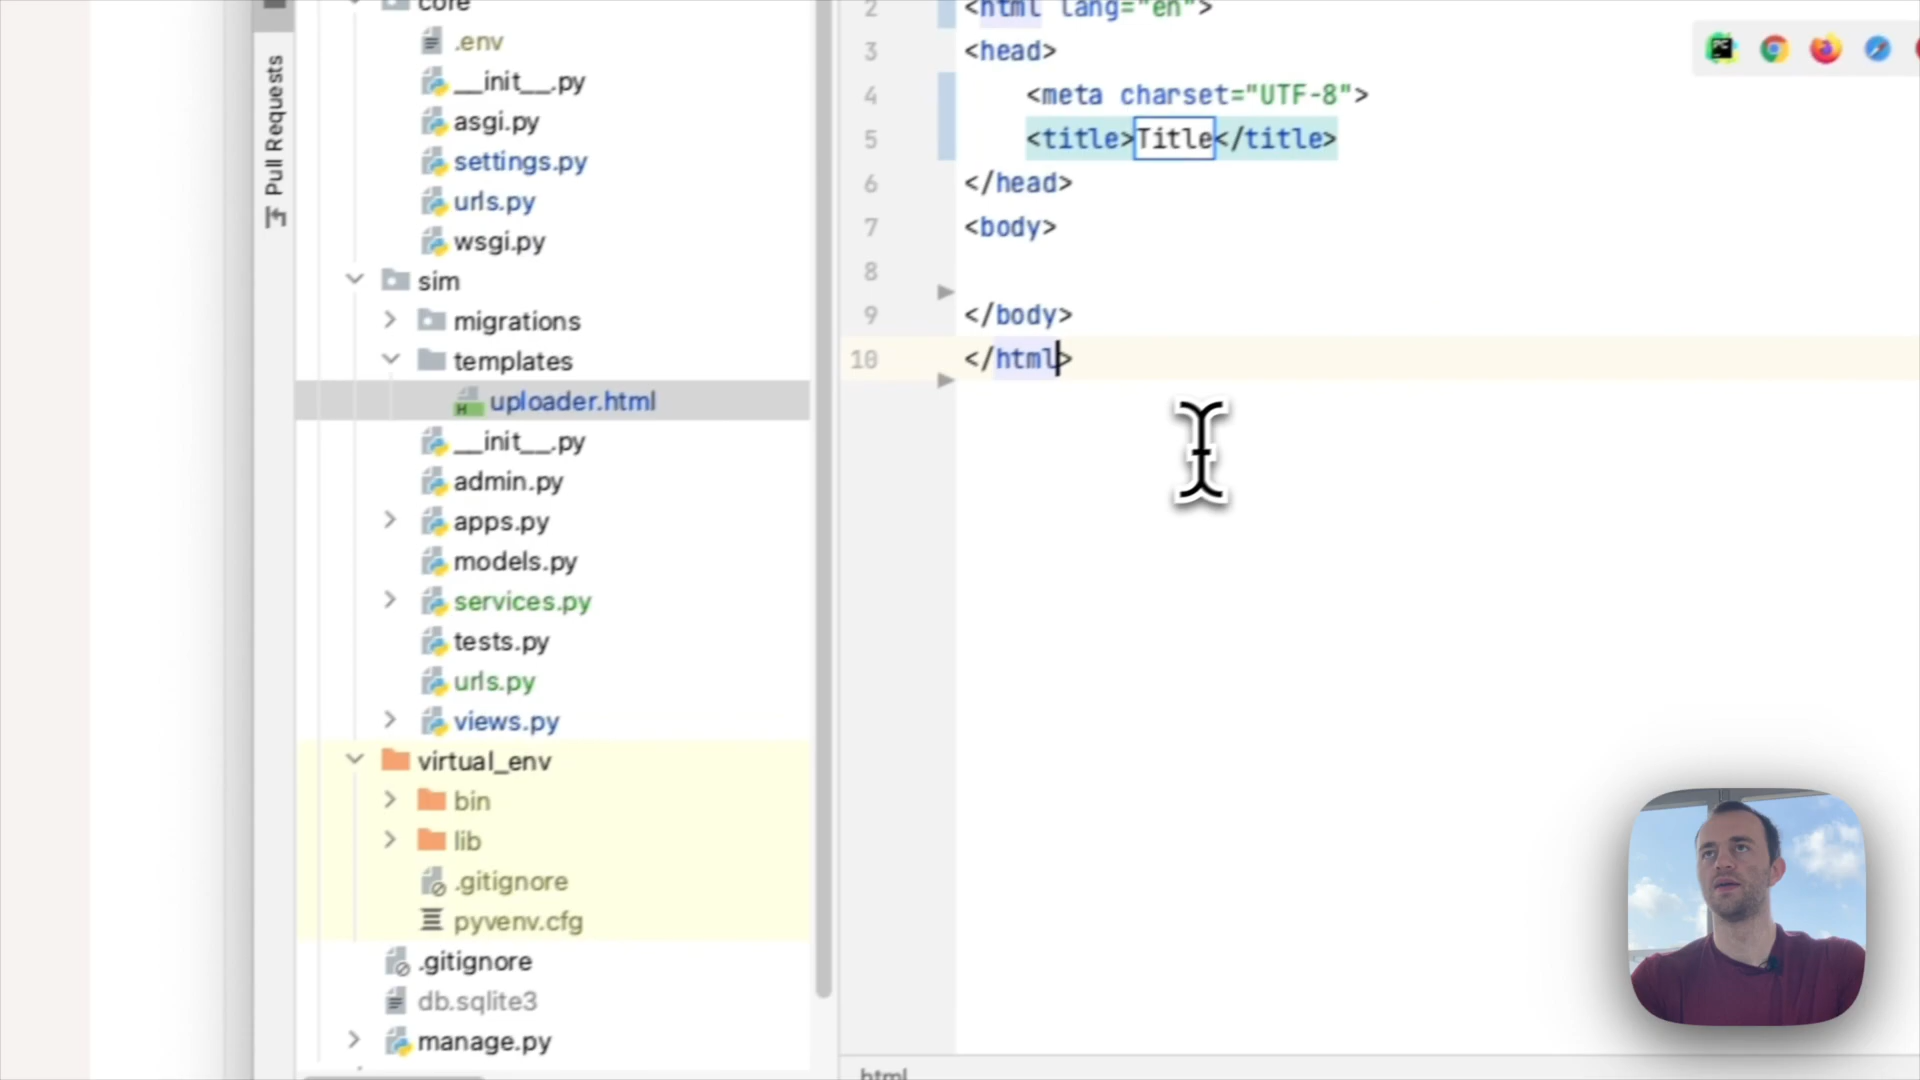 Pull Requests
core
.env
__init__.py
asgi.py
settings.py
urls.py
wsgi.py
sim
migrations
templates
uploader.html
__init__.py
admin.py
apps.py
models.py
services.py
tests.py
urls.py
views.py
virtual_env
bin
lib
.gitignore
pyvenv.cfg
.gitignore
db.sqlite3
manage.py
2 <html lang="en">
3 <head>
4 <meta charset="UTF-8">
5 <title>Title</title>
6 </head>
7 <body>
8
9 </body>
10 </html>
html